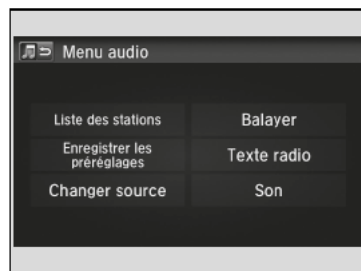 Menu audio
Liste des stations
Balayer
Enregistrer les
préréglages
Texte radio
Changer source
Son